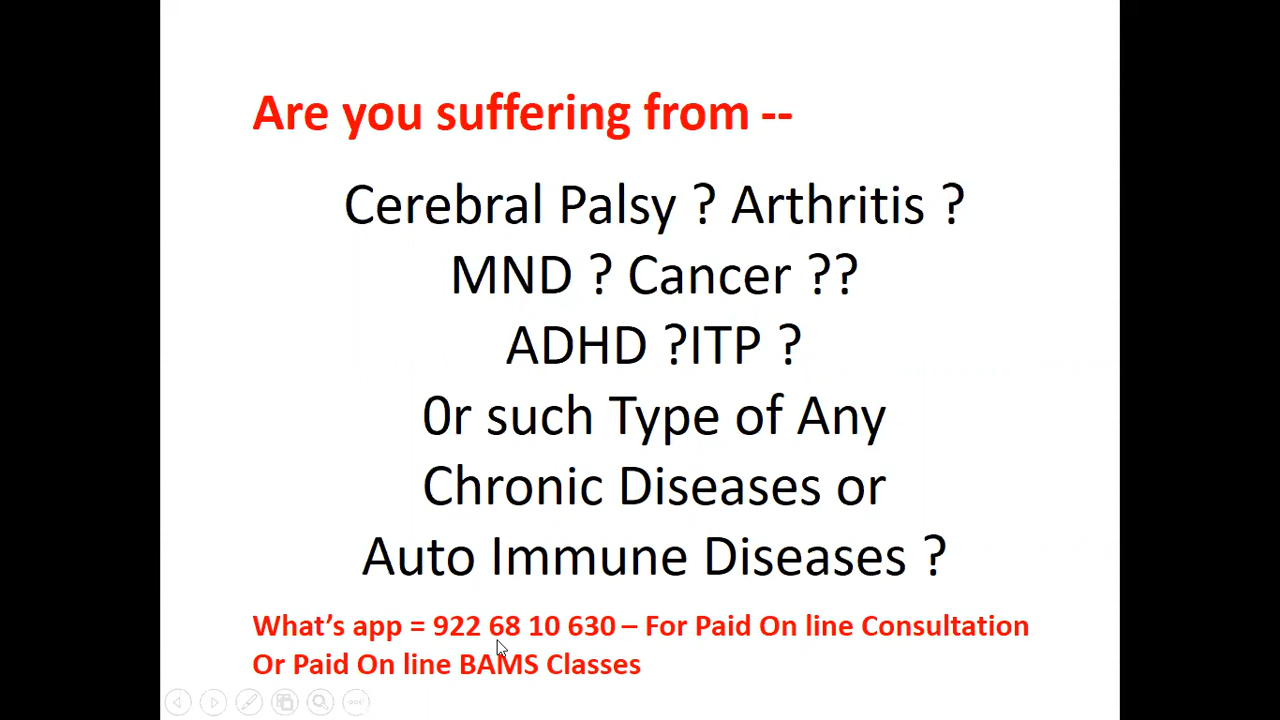 Are you suffering from --
Cerebral Palsy ? Arthritis ?
MND ? Cancer ??
ADHD ?ITP ?
0r such Type of Any
Chronic Diseases or
Auto Immune Diseases ?
What’s app = 922 68 10 630 – For Paid On line Consultation
Or Paid On line BAMS Classes